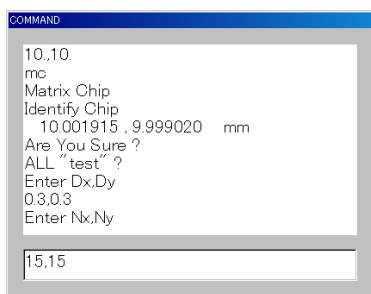 COMMAND
10.,10.
mc
Matrix Chip
Identify Chip
10.001915 , 9.999020 mm
Are You Sure ?
ALL "test" ?
Enter Dx,Dy
0.3,0.3
Enter Nx,Ny
15,15